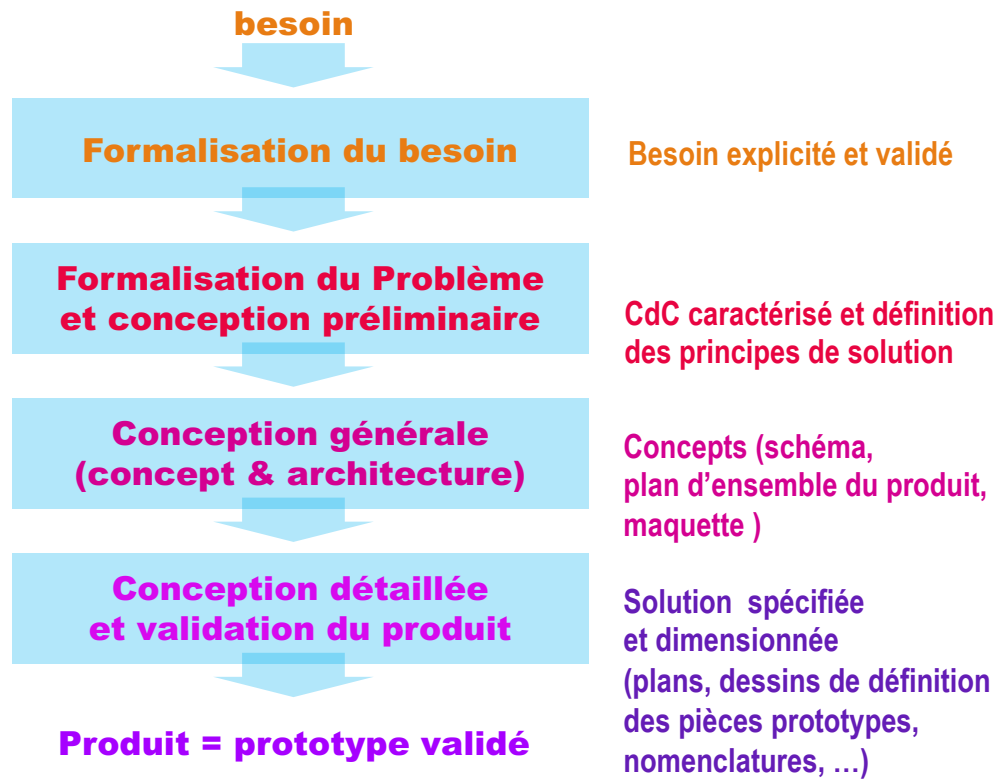 besoin
Formalisation du besoin
Besoin explicité et validé
Formalisation du Problème
et conception préliminaire
CdC caractérisé et définition
des principes de solution
Conception générale
(concept & architecture)
Concepts (schéma,
plan d’ensemble du produit,
maquette )
Conception détaillée
et validation du produit
Solution spécifiée
et dimensionnée
(plans, dessins de définition
des pièces prototypes,
nomenclatures, …)
Produit = prototype validé